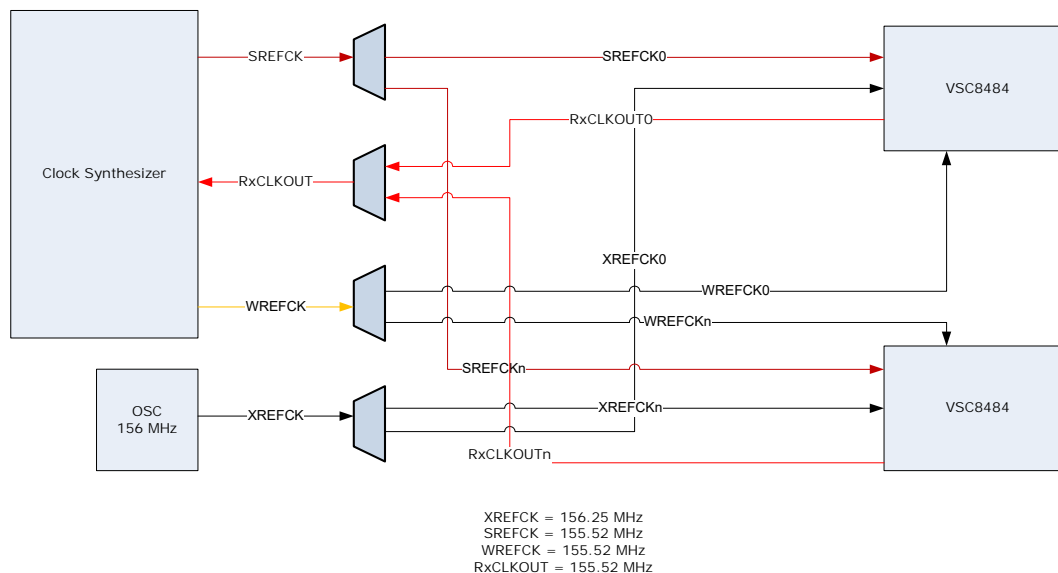 SREFCK
SREFCK0
VSC8484
RxCLKOUT0
Clock Synthesizer
RxCLKOUT
XREFCK0
WREFCK0
WREFCK
WREFCKn
SREFCKn
OSC
156 MHz
XREFCK
XREFCKn
VSC8484
RxCLKOUTn
XREFCK = 156.25 MHz
SREFCK = 155.52 MHz
WREFCK = 155.52 MHz
RxCLKOUT = 155.52 MHz